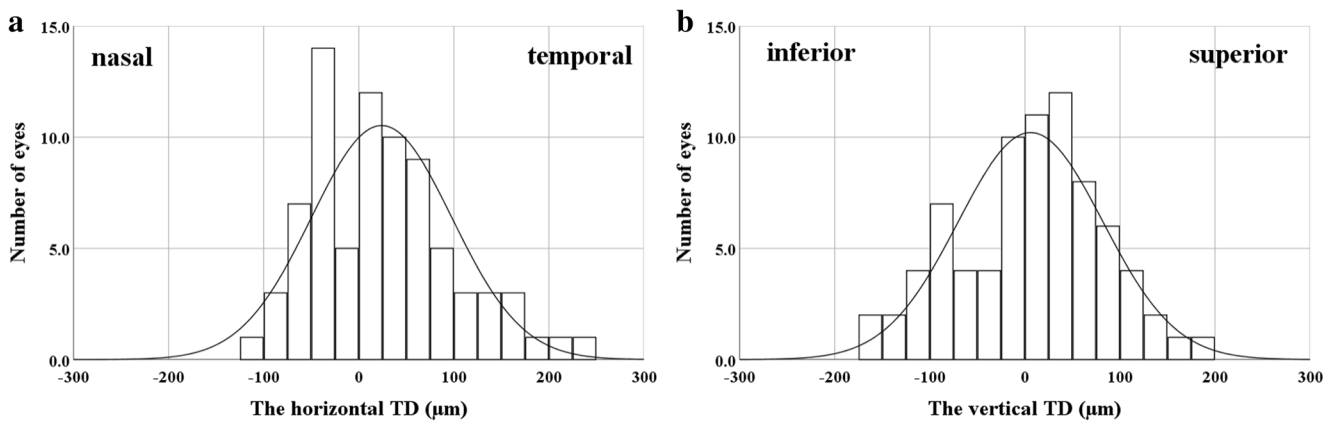 a
15.0
nasal
temporal
10.0
5.0
0.0
Number of eyes
-300 -200 -100 0 100 200 300
The horizontal TD (µm)
b
15.0
inferior
superior
10.0
5.0
0.0
Number of eyes
-300 -200 -100 0 100 200 300
The vertical TD (µm)